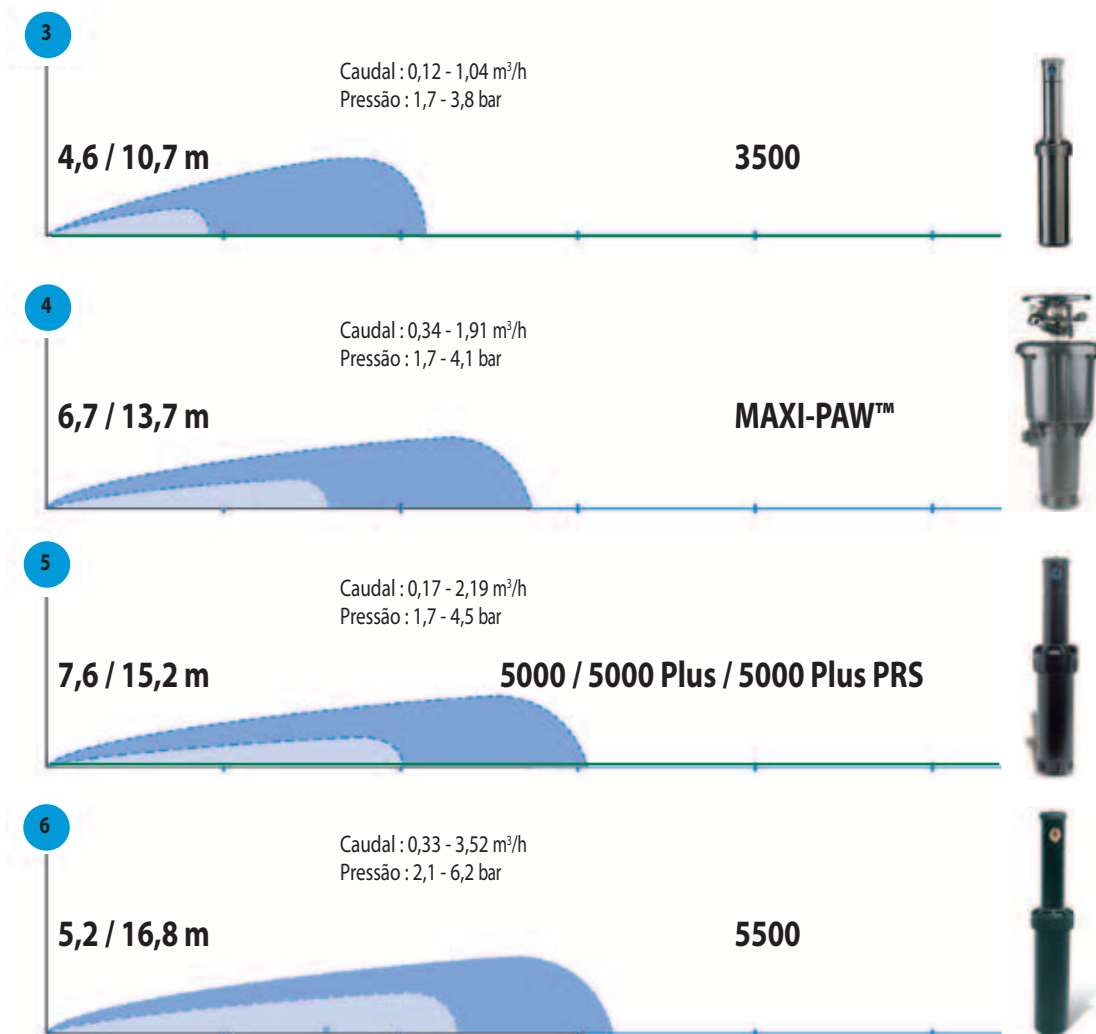 3
Caudal : 0,12 - 1,04 m³/h
Pressão : 1,7 - 3,8 bar
4,6 / 10,7 m
3500
4
Caudal : 0,34 - 1,91 m³/h
Pressão : 1,7 - 4,1 bar
6,7 / 13,7 m
MAXI-PAW™
5
Caudal : 0,17 - 2,19 m³/h
Pressão : 1,7 - 4,5 bar
7,6 / 15,2 m
5000 / 5000 Plus / 5000 Plus PRS
6
Caudal : 0,33 - 3,52 m³/h
Pressão : 2,1 - 6,2 bar
5,2 / 16,8 m
5500